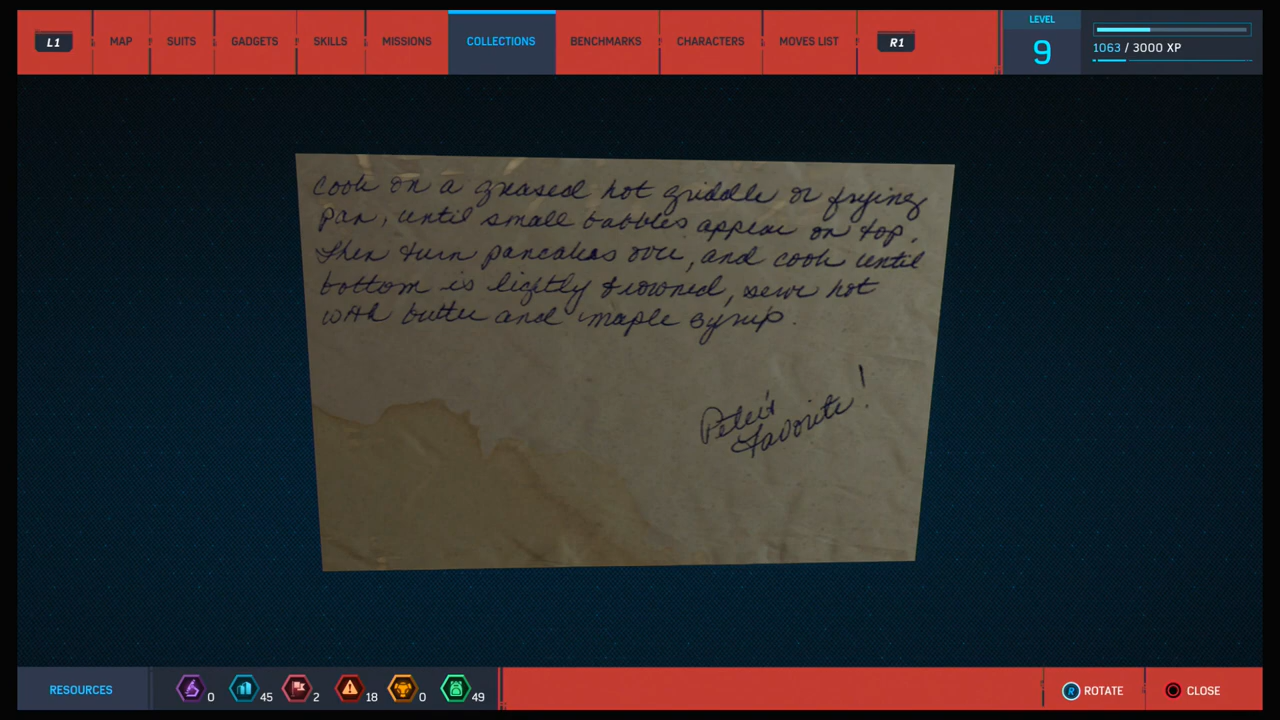 L1
MAP
SUITS
GADGETS
SKILLS
MISSIONS
COLLECTIONS
BENCHMARKS
CHARACTERS
MOVES LIST
R1
LEVEL
9
1063 / 3000 XP
Cook on a greased hot griddle or frying
pan, until small bubbles appear on top.
Then turn pancakes over, and cook until
bottom is lightly browned, serve hot
with butter and maple syrup.
Peter's
Favorite!
RESOURCES
0
45
2
18
0
49
R ROTATE
CLOSE